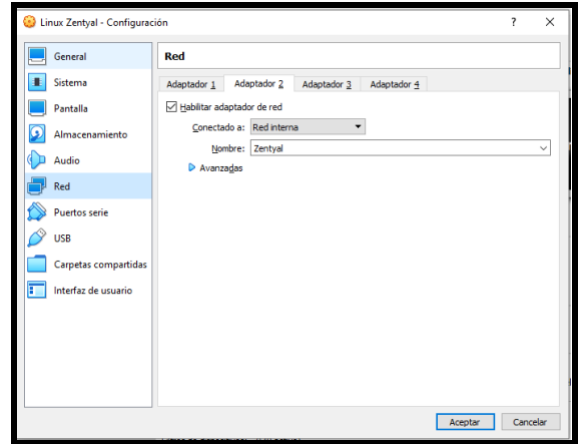 Linux Zentyal - Configuración ? ×
General
Sistema
Pantalla
Almacenamiento
Audio
Red
Puertos serie
USB
Carpetas compartidas
Interfaz de usuario
Red
Adaptador 1 Adaptador 2 Adaptador 3 Adaptador 4
Habilitar adaptador de red
Conectado a: Red interna
Nombre: Zentyal
Avanzadas
Aceptar Cancelar